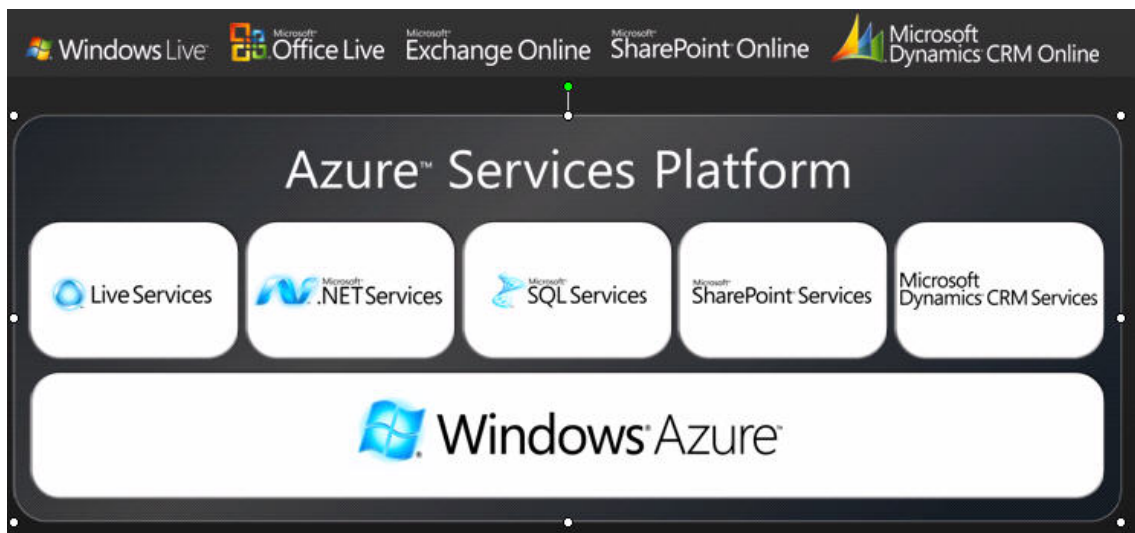 Windows Live
Microsoft®
Office Live
Microsoft®
Exchange Online
Microsoft®
SharePoint® Online
Microsoft
Dynamics® CRM Online
Azure™ Services Platform
Live Services
Microsoft®
.NET Services
Microsoft®
SQL Services
Microsoft®
SharePoint® Services
Microsoft
Dynamics® CRM Services
Windows® Azure™